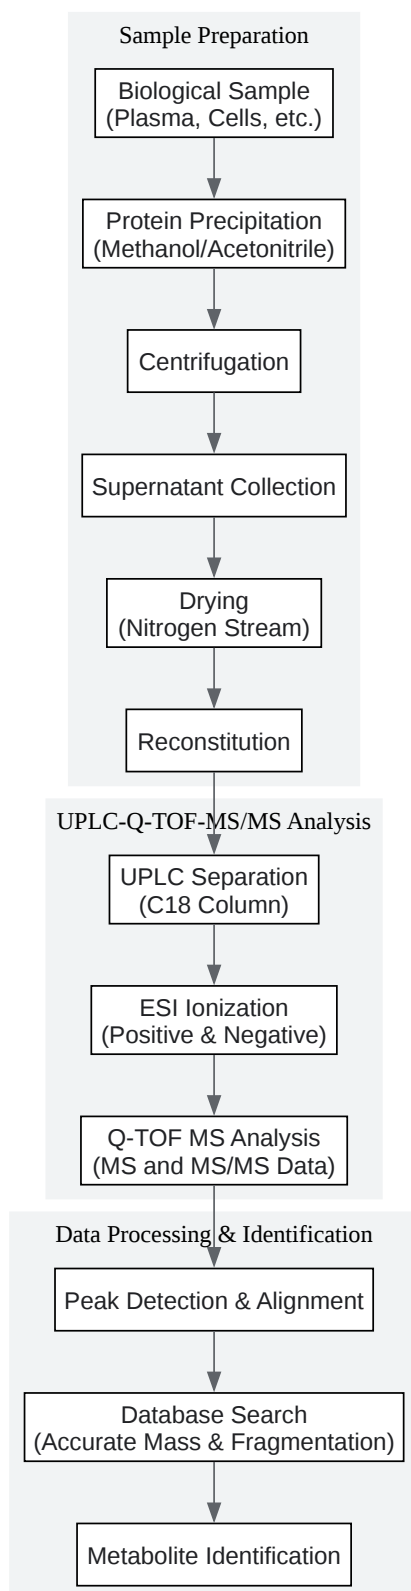 Sample Preparation
Biological Sample
(Plasma, Cells, etc.)
Protein Precipitation
(Methanol/Acetonitrile)
Centrifugation
Supernatant Collection
Drying
(Nitrogen Stream)
Reconstitution
UPLC-Q-TOF-MS/MS Analysis
UPLC Separation
(C18 Column)
ESI Ionization
(Positive & Negative)
Q-TOF MS Analysis
(MS and MS/MS Data)
Data Processing & Identification
Peak Detection & Alignment
Database Search
(Accurate Mass & Fragmentation)
Metabolite Identification